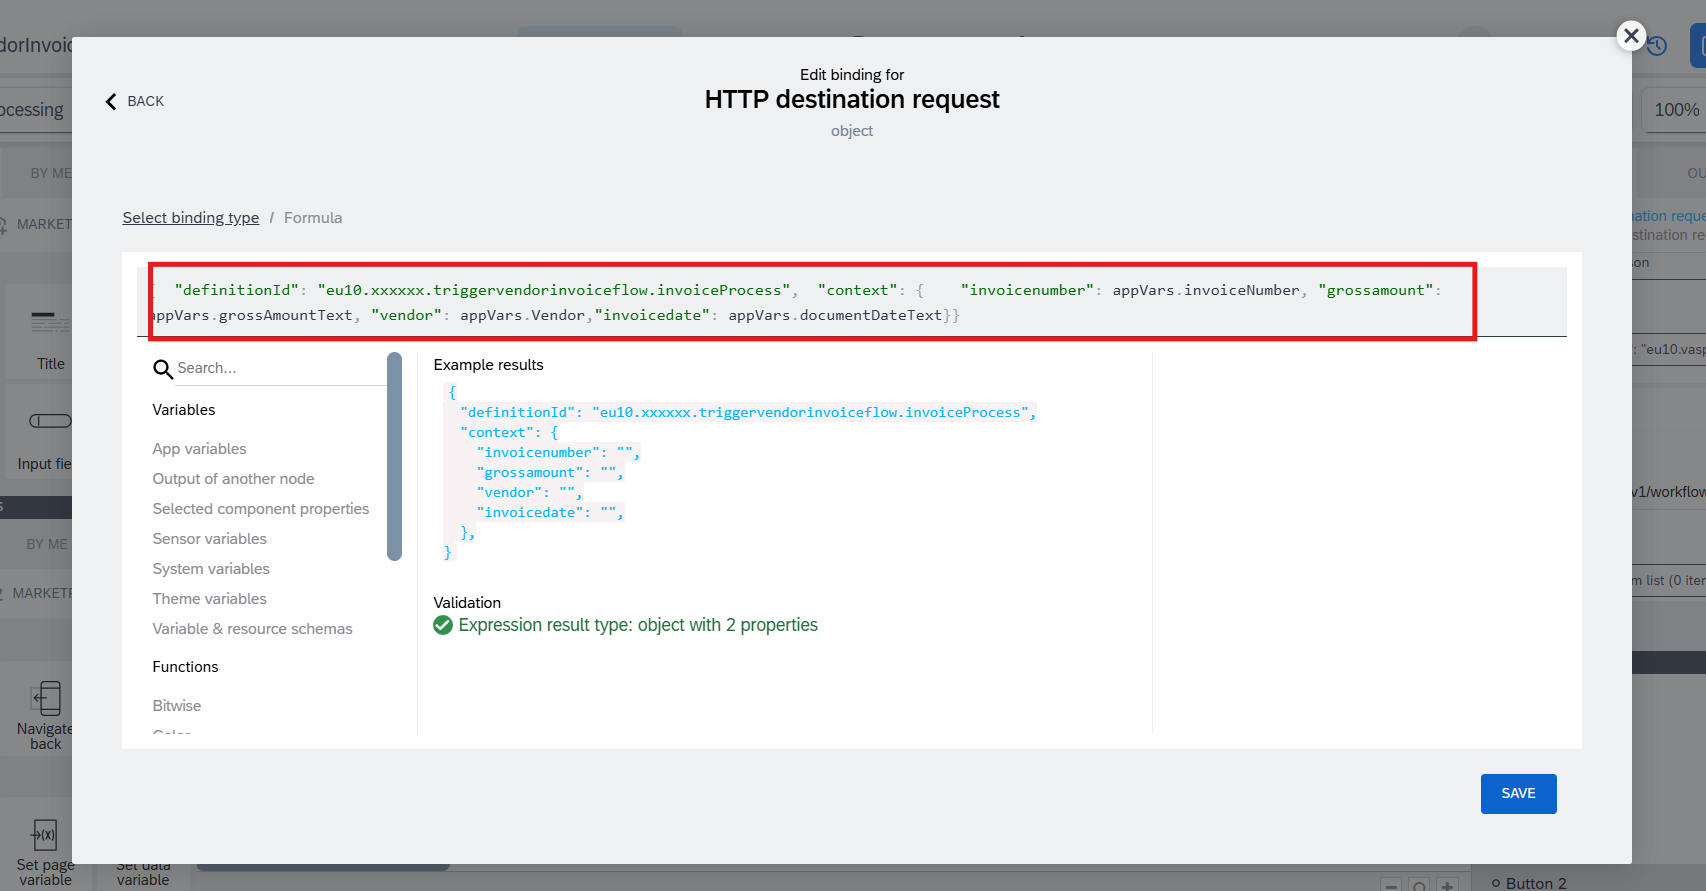 dorInvoic
Edit binding for
BACK
HTTP destination request
object
ocessing
100%
BY ME
OU
MARKET
Select binding type / Formula
nation reque
estination re
son
"definitionId": "eu10.xxxxxx.triggervendorinvoiceflow.invoiceProcess", "context": { "invoicenumber": appVars.invoiceNumber, "grossamount":
appVars.grossAmountText, "vendor": appVars.Vendor,"invoicedate": appVars.documentDateText}}
": "eu10.vasp
Title
Search...
Variables
App variables
Output of another node
Selected component properties
Sensor variables
System variables
Theme variables
Variable & resource schemas
Functions
Bitwise
Color
Example results
{
"definitionId": "eu10.xxxxxx.triggervendorinvoiceflow.invoiceProcess",
"context": {
"invoicenumber": "",
"grossamount": "",
"vendor": "",
"invoicedate": "",
},
}
Validation
Expression result type: object with 2 properties
Input fie
S
BY ME
MARKETP
v1/workflow
m list (0 iter
Navigate
back
SAVE
Set page
variable
Set data
variable
Button 2